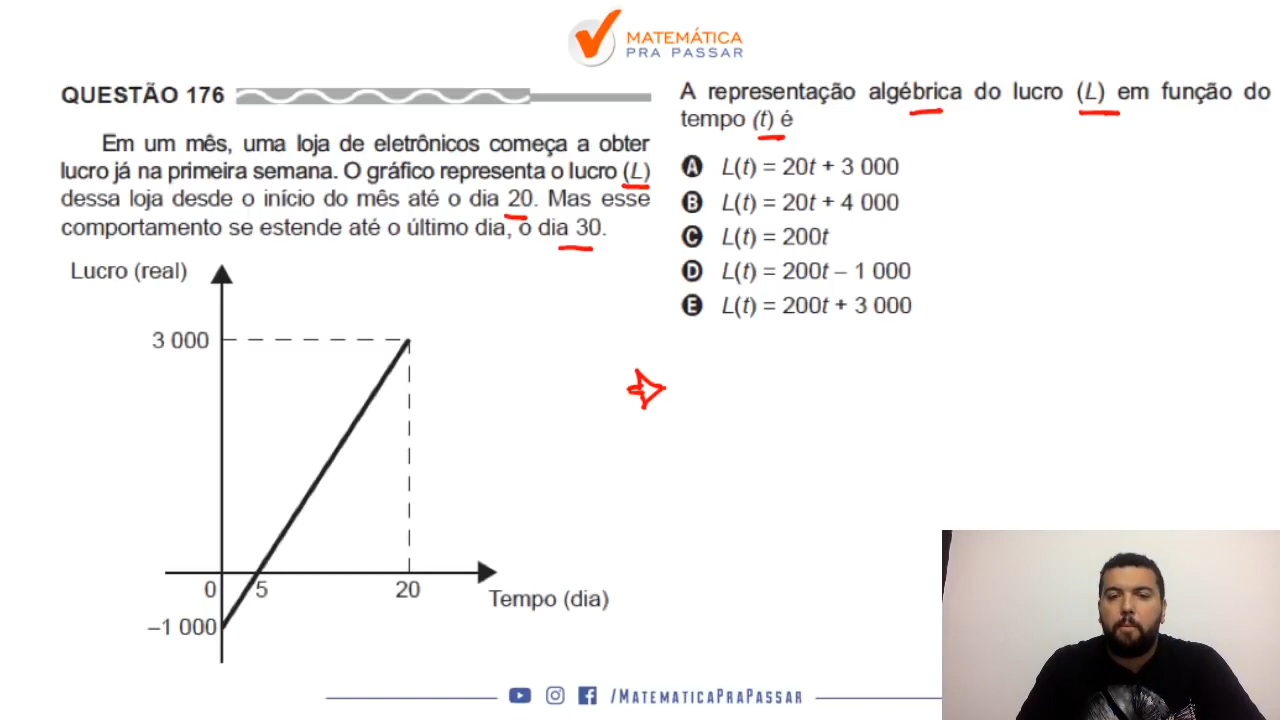 MATEMÁTICA
PRA PASSAR
QUESTÃO 176
Em um mês, uma loja de eletrônicos começa a obter
lucro já na primeira semana. O gráfico representa o lucro (L)
dessa loja desde o início do mês até o dia 20. Mas esse
comportamento se estende até o último dia, o dia 30.
Lucro (real)
3 000
0
5
20
Tempo (dia)
–1 000
A representação algébrica do lucro (L) em função do
tempo (t) é
A L(t) = 20t + 3 000
B L(t) = 20t + 4 000
C L(t) = 200t
D L(t) = 200t – 1 000
E L(t) = 200t + 3 000
/MATEMATICAPRAPASSAR